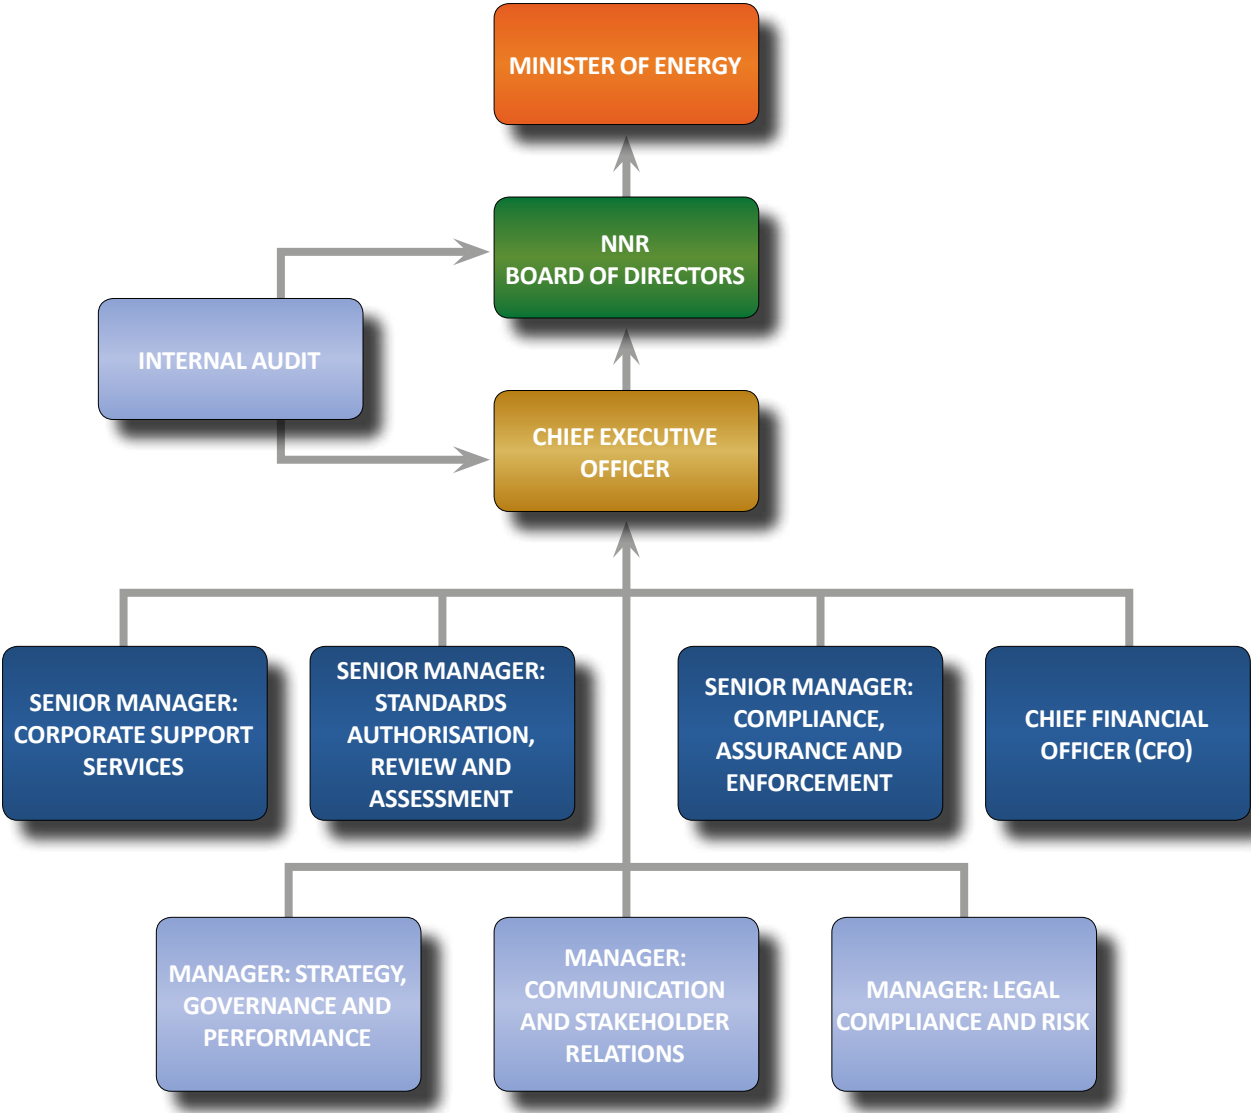 MINISTER OF ENERGY
NNR
BOARD OF DIRECTORS
INTERNAL AUDIT
CHIEF EXECUTIVE
OFFICER
SENIOR MANAGER:
CORPORATE SUPPORT
SERVICES
SENIOR MANAGER:
STANDARDS
AUTHORISATION,
REVIEW AND
ASSESSMENT
SENIOR MANAGER:
COMPLIANCE,
ASSURANCE AND
ENFORCEMENT
CHIEF FINANCIAL
OFFICER (CFO)
MANAGER: STRATEGY,
GOVERNANCE AND
PERFORMANCE
MANAGER:
COMMUNICATION
AND STAKEHOLDER
RELATIONS
MANAGER: LEGAL
COMPLIANCE AND RISK